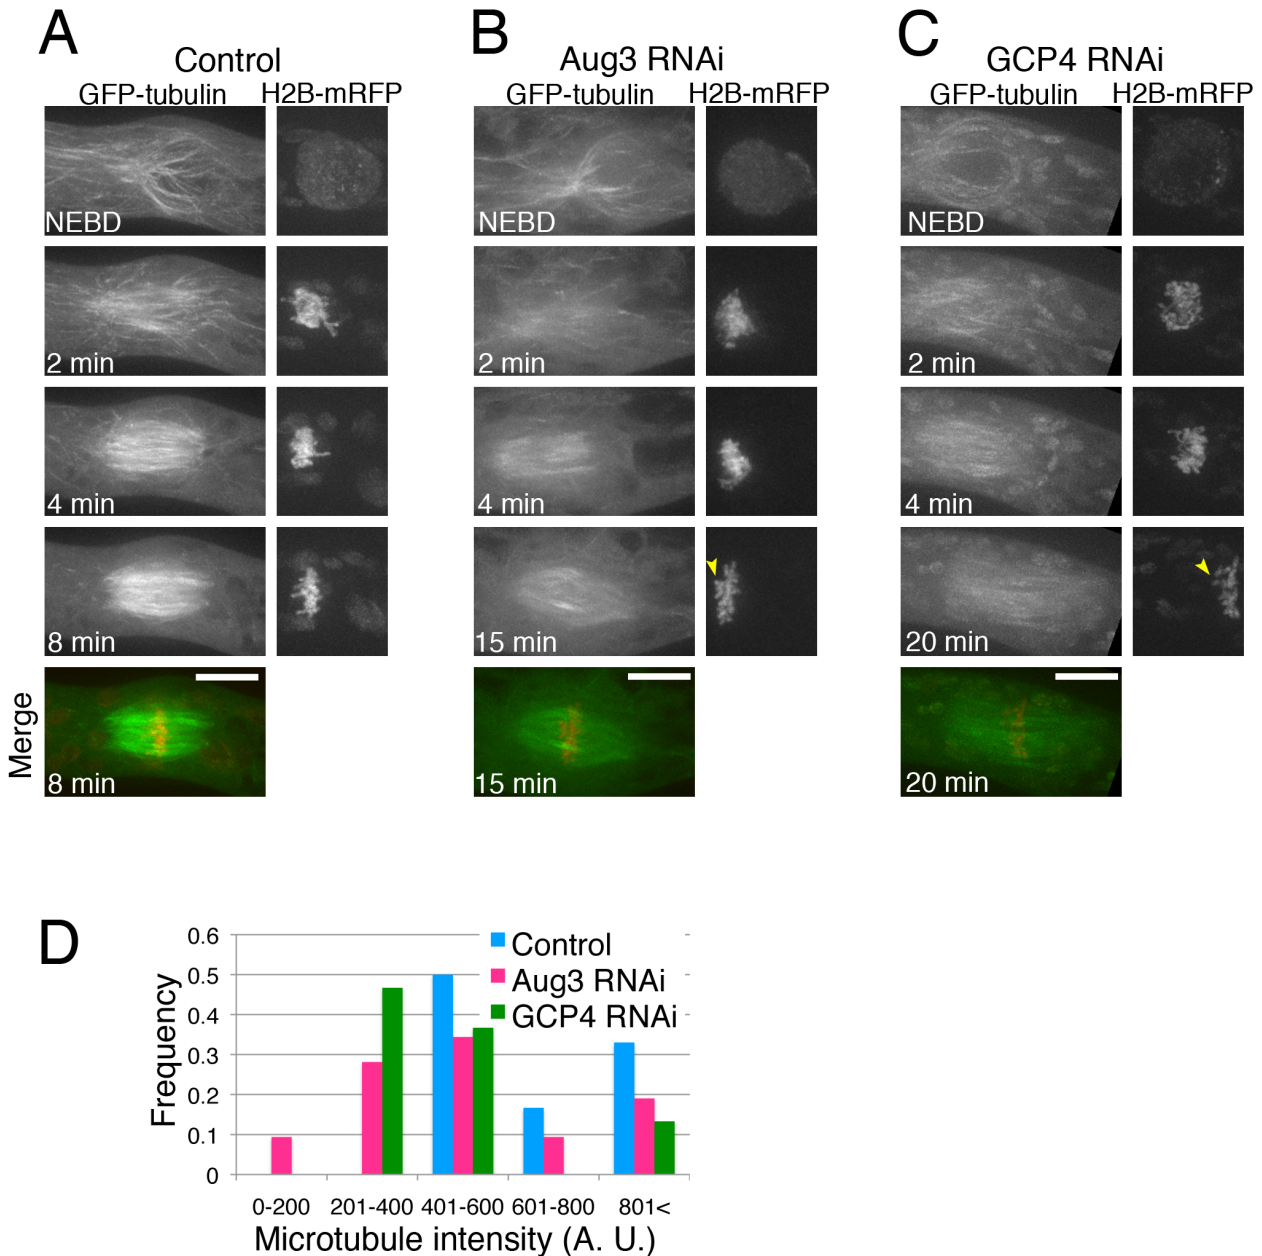 A
Control
GFP-tubulin H2B-mRFP
NEBD
2 min
4 min
8 min
Merge
8 min
B
Aug3 RNAi
GFP-tubulin H2B-mRFP
NEBD
2 min
4 min
15 min
15 min
C
GCP4 RNAi
GFP-tubulin H2B-mRFP
NEBD
2 min
4 min
20 min
20 min
D
Frequency
0.6
0.5
0.4
0.3
0.2
0.1
0
Control
Aug3 RNAi
GCP4 RNAi
0-200 201-400 401-600 601-800 801<
Microtubule intensity (A. U.)